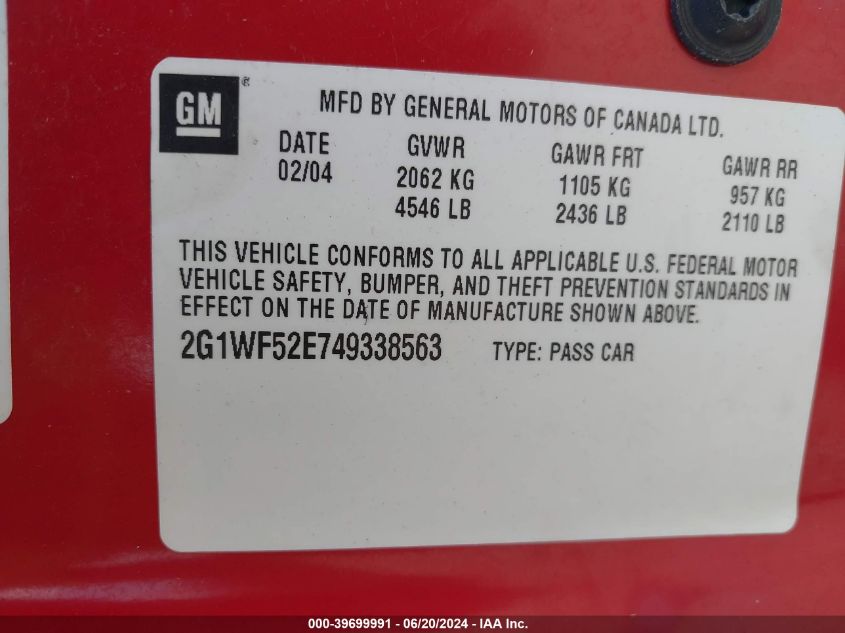 GM ®
MFD BY GENERAL MOTORS OF CANADA LTD.
DATE GVWR GAWR FRT GAWR RR
02/04 2062 KG 1105 KG 957 KG
4546 LB 2436 LB 2110 LB
THIS VEHICLE CONFORMS TO ALL APPLICABLE U.S. FEDERAL MOTOR
VEHICLE SAFETY, BUMPER, AND THEFT PREVENTION STANDARDS IN
EFFECT ON THE DATE OF MANUFACTURE SHOWN ABOVE.
2G1WF52E749338563 TYPE: PASS CAR
000-39699991 - 06/20/2024 - IAA Inc.